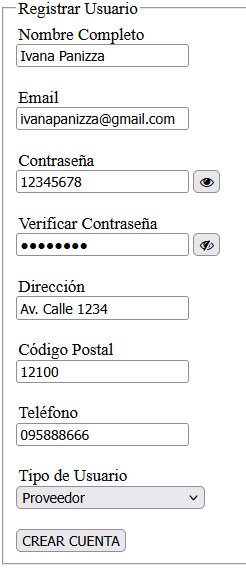 Registrar Usuario
Nombre Completo
Ivana Panizza
Email
ivanapanizza@gmail.com
Contraseña
12345678
Verificar Contraseña
●●●●●●●●
Dirección
Av. Calle 1234
Código Postal
12100
Teléfono
095888666
Tipo de Usuario
Proveedor
CREAR CUENTA